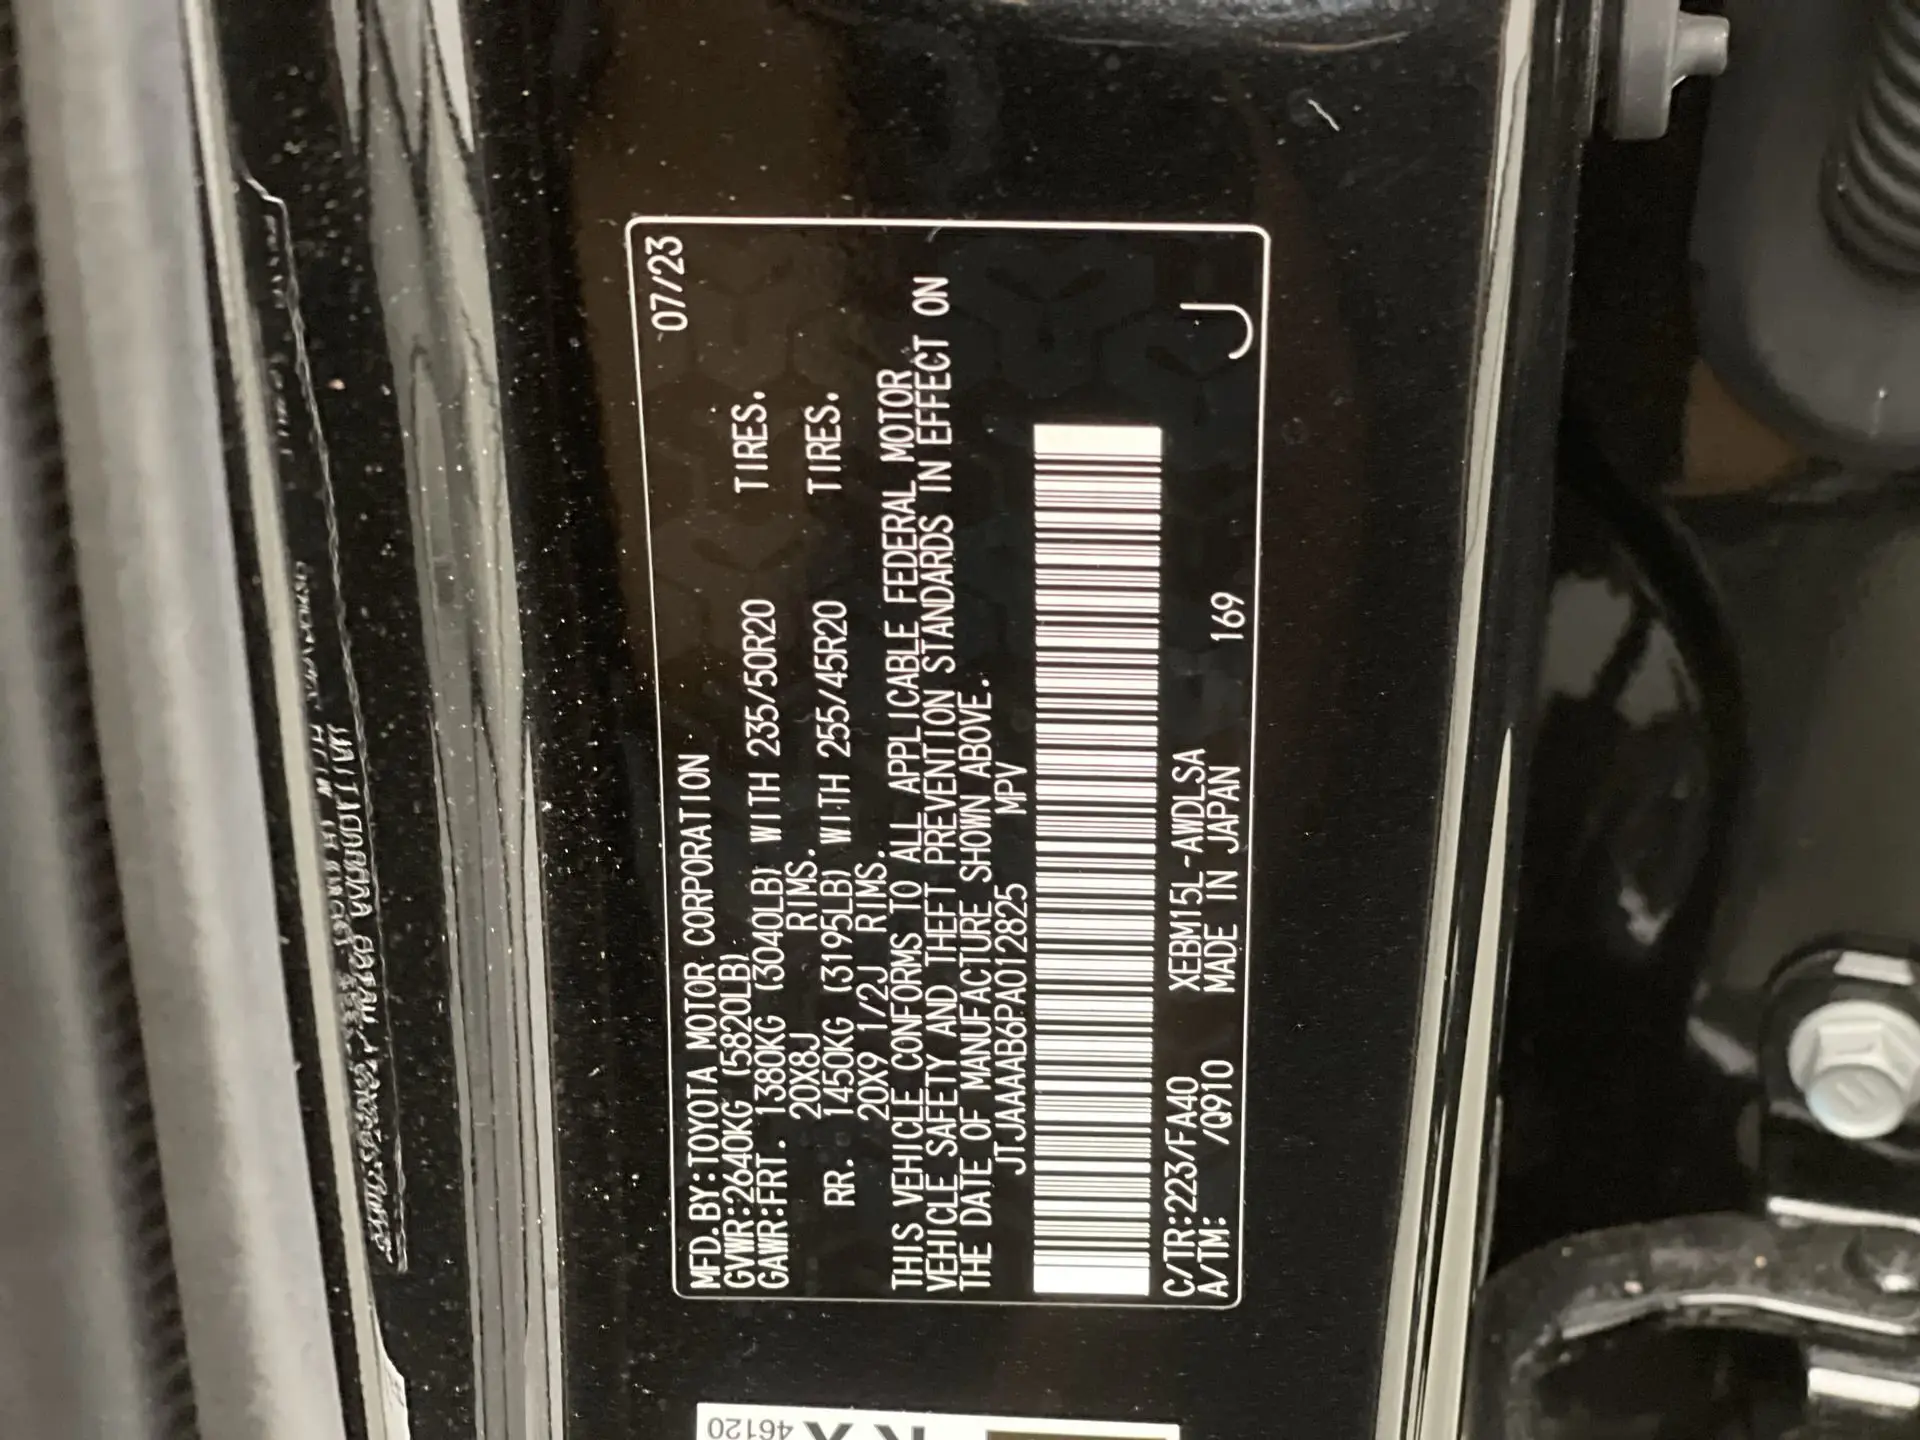 07/23
MFD.BY:TOYOTA MOTOR CORPORATION
GVWR:2640KG (5820LB)
GAWR:FRT. 1380KG (3040LB) WITH 235/50R20 TIRES.
20X8J RIMS.
RR. 1450KG (3195LB) WITH 255/45R20 TIRES.
20X9 1/2J RIMS.
THIS VEHICLE CONFORMS TO ALL APPLICABLE FEDERAL MOTOR
VEHICLE SAFETY AND THEFT PREVENTION STANDARDS IN EFFECT ON
THE DATE OF MANUFACTURE SHOWN ABOVE.
JTJAAAB6PA012825 MPV
C/TR:223/FA40 XEBM15L-AWDLSA
A/TM: /Q910 MADE IN JAPAN 169
J
46120